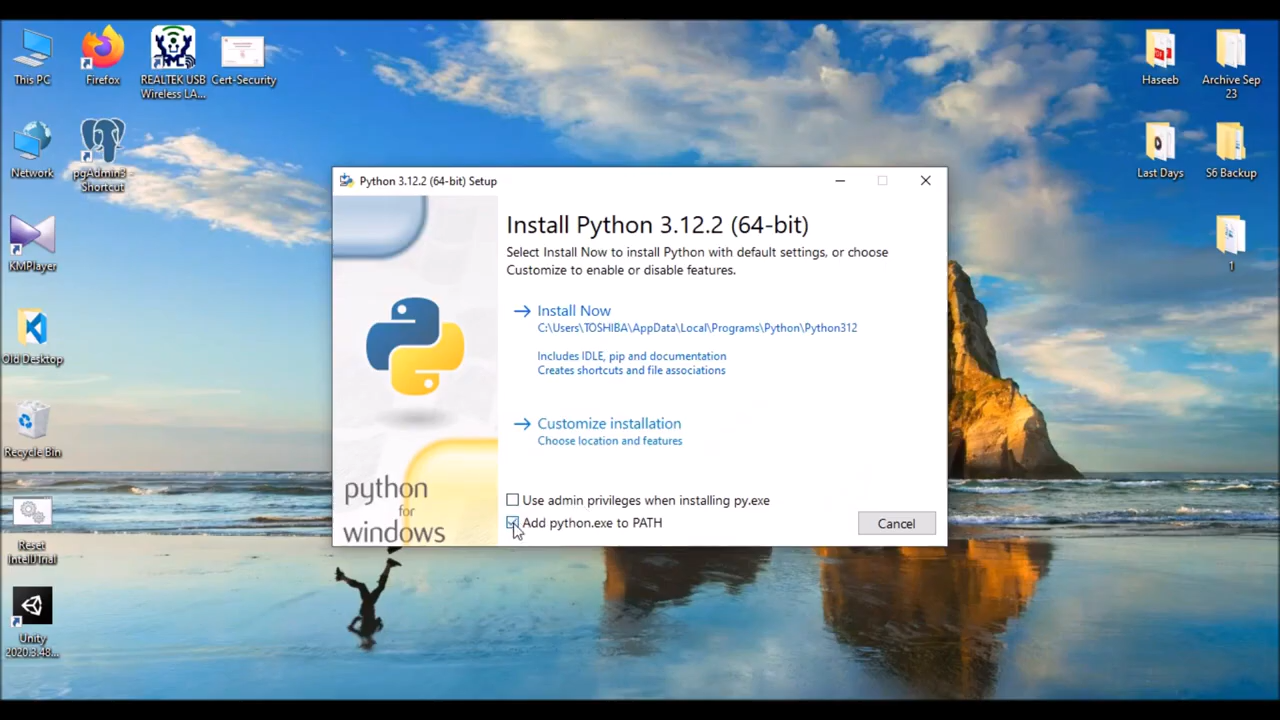 This PC
Firefox
REALTEK USB
Wireless LA...
Cert-Security
Haseeb
Archive Sep
23
Network
pgAdmin3 -
Shortcut
Last Days
S6 Backup
KMPlayer
1
Old Desktop
Recycle Bin
Reset
IntelIJTrial
Unity
2020.3.48...
Python 3.12.2 (64-bit) Setup
Install Python 3.12.2 (64-bit)
Select Install Now to install Python with default settings, or choose
Customize to enable or disable features.
Install Now
C:\Users\TOSHIBA\AppData\Local\Programs\Python\Python312
Includes IDLE, pip and documentation
Creates shortcuts and file associations
Customize installation
Choose location and features
Use admin privileges when installing py.exe
Add python.exe to PATH
Cancel
python
for
windows